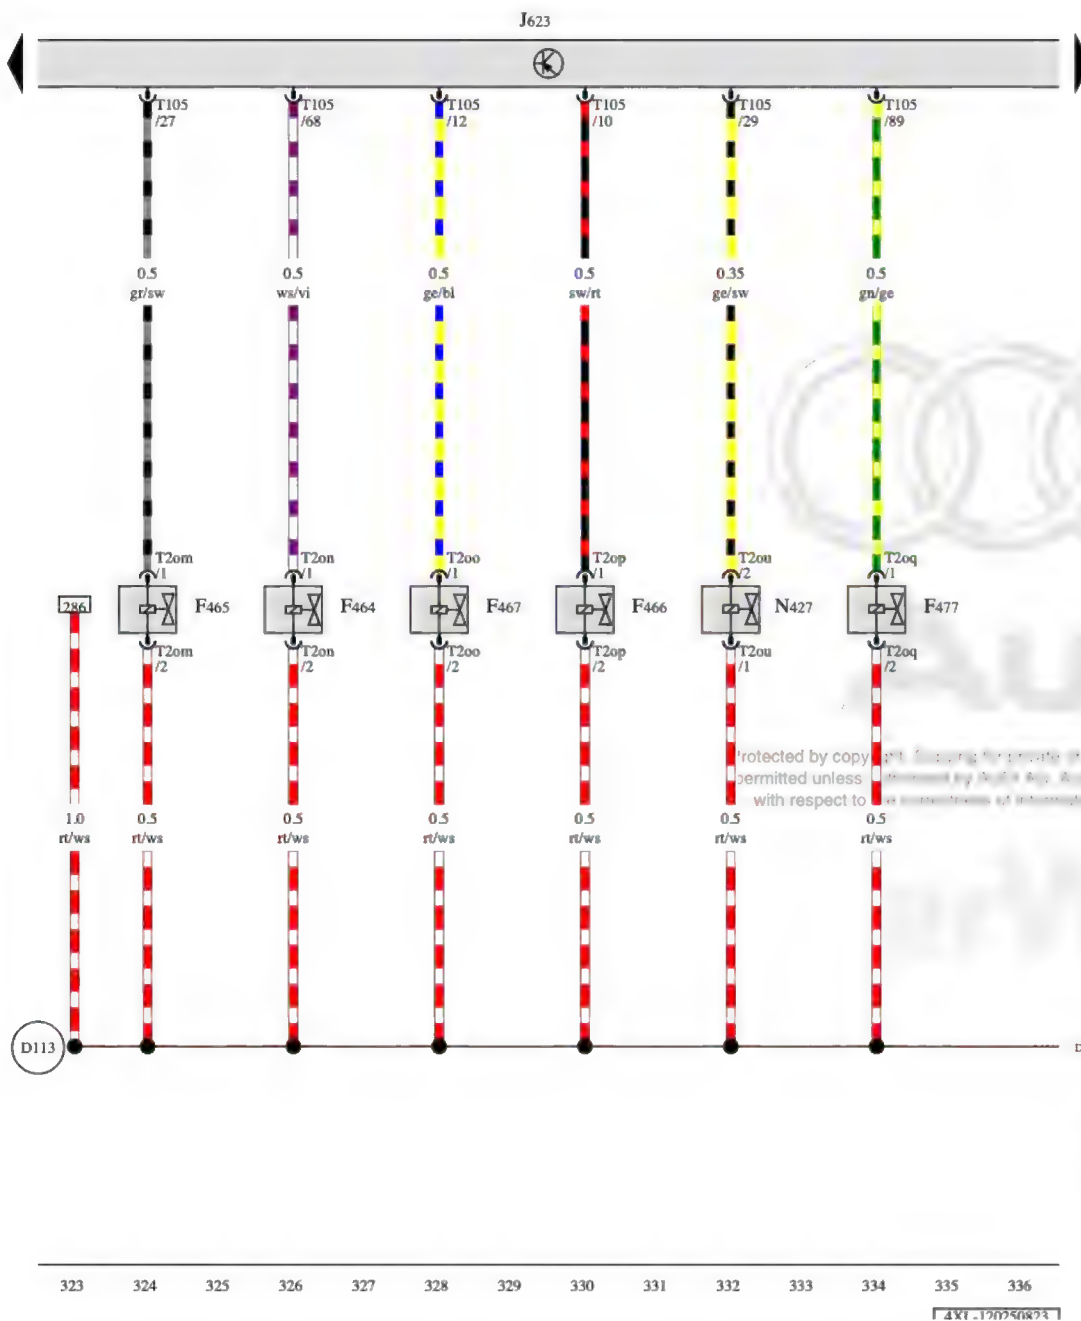 J623
T105 T105 T105 T105 T105 T105
/27 /68 /12 /10 /29 /89
0.5 0.5 0.5 0.5 0.35 0.5
gr/sw ws/vi ge/bl sw/rt ge/sw gn/ge
T2om T2on T2oo T2op T2ou T2oq
/1 /1 /1 /1 /2 /1
286 F465 F464 F467 F466 N427 F477
T2om T2on T2oo T2op T2ou T2oq
/2 /2 /2 /2 /1 /2
Protected by copy
permitted unless
with respect to
1.0 0.5 0.5 0.5 0.5 0.5 0.5
rt/ws rt/ws rt/ws rt/ws rt/ws rt/ws rt/ws
D113
323 324 325 326 327 328 329 330 331 332 333 334 335 336
4XL-120250823